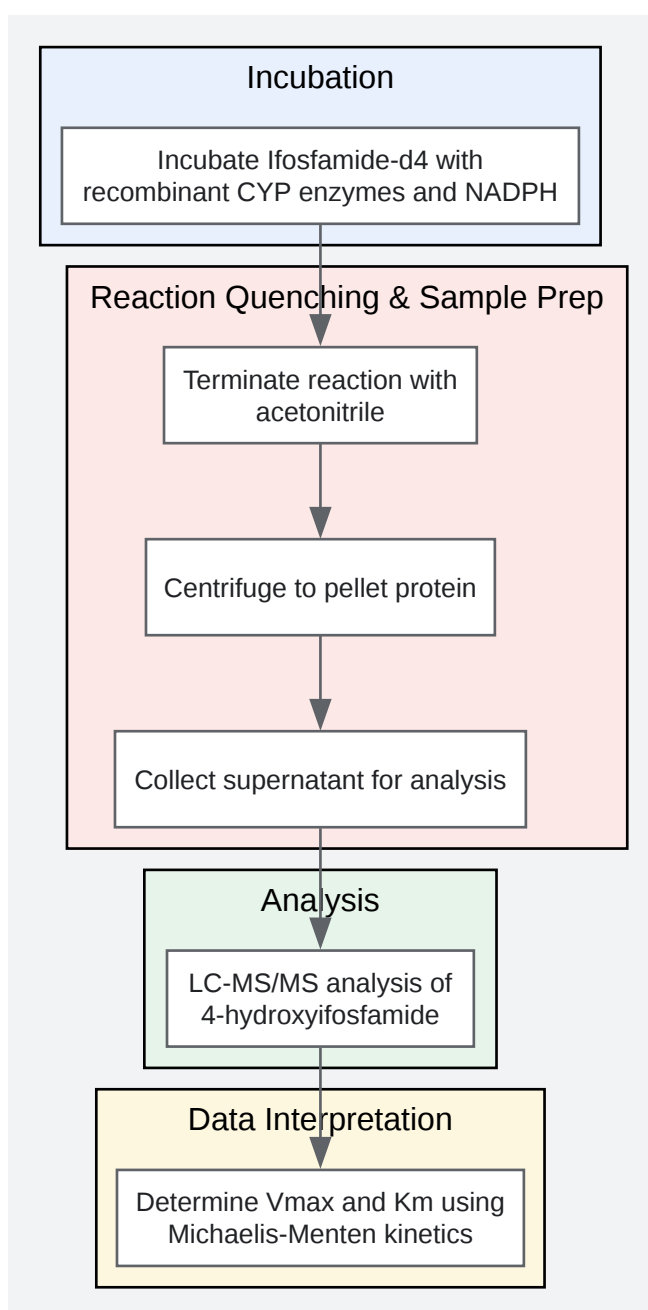 Incubation
Incubate Ifosfamide-d4 with
recombinant CYP enzymes and NADPH
Reaction Quenching & Sample Prep
Terminate reaction with
acetonitrile
Centrifuge to pellet protein
Collect supernatant for analysis
Analysis
LC-MS/MS analysis of
4-hydroxyifosfamide
Data Interpretation
Determine Vmax and Km using
Michaelis-Menten kinetics